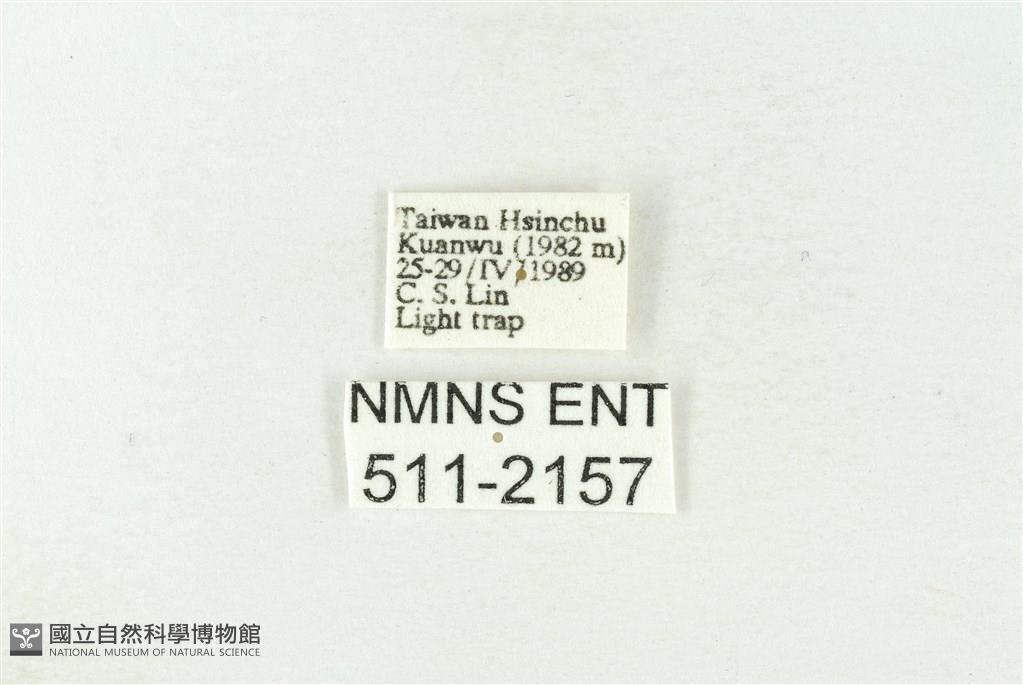 Taiwan Hsinchu
Kuanwu (1982 m)
25-29/IV/1989
C. S. Lin
Light trap
NMNS ENT
511-2157
國立自然科學博物館
NATIONAL MUSEUM OF NATURAL SCIENCE